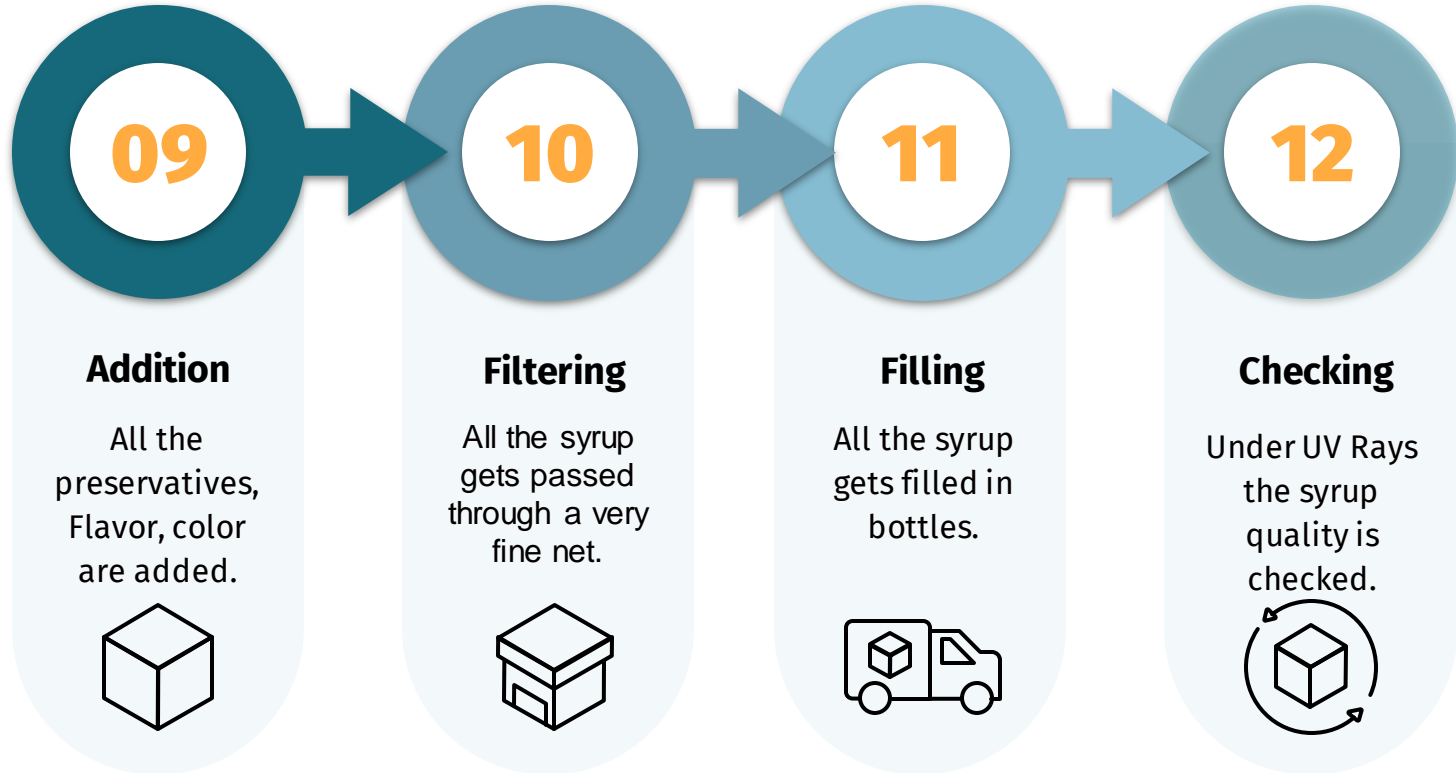 09
10
11
12
Addition
All the
preservatives,
Flavor, color
are added.
Filtering
All the syrup
gets passed
through a very
fine net.
Filling
All the syrup
gets filled in
bottles.
Checking
Under UV Rays
the syrup
quality is
checked.